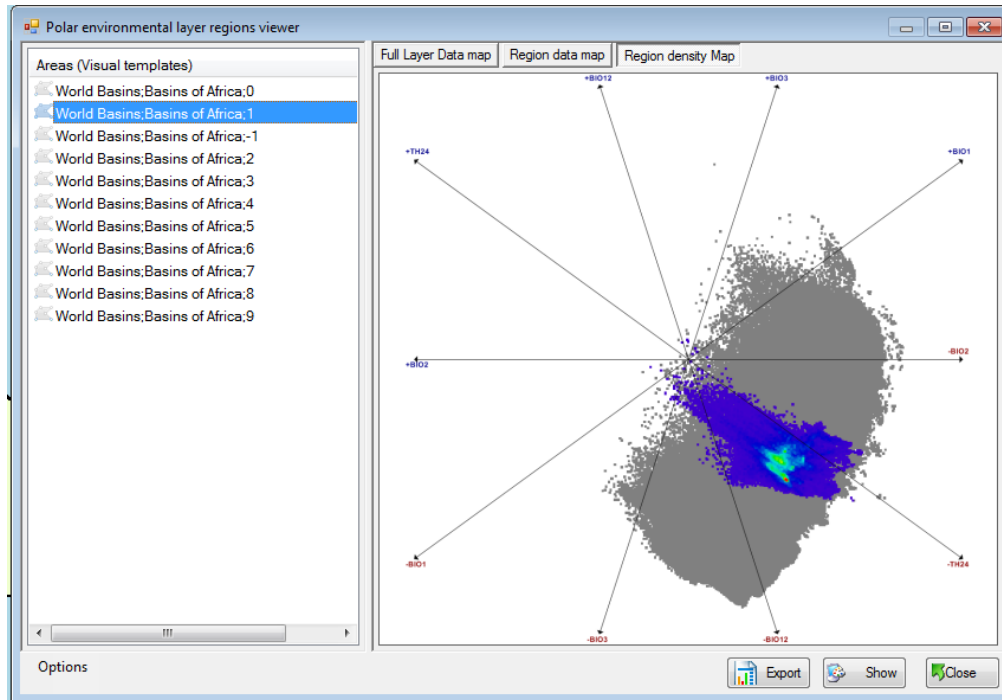 Polar environmental layer regions viewer
Areas (Visual templates)
World Basins;Basins of Africa;0
World Basins;Basins of Africa;1
World Basins;Basins of Africa;-1
World Basins;Basins of Africa;2
World Basins;Basins of Africa;3
World Basins;Basins of Africa;4
World Basins;Basins of Africa;5
World Basins;Basins of Africa;6
World Basins;Basins of Africa;7
World Basins;Basins of Africa;8
World Basins;Basins of Africa;9
Full Layer Data map Region data map Region density Map
+BIO12 +BIO3
+TH24 +BIO1
+BIO2 -BIO2
-BIO1 -TH24
-BIO3 -BIO12
Options Export Show Close